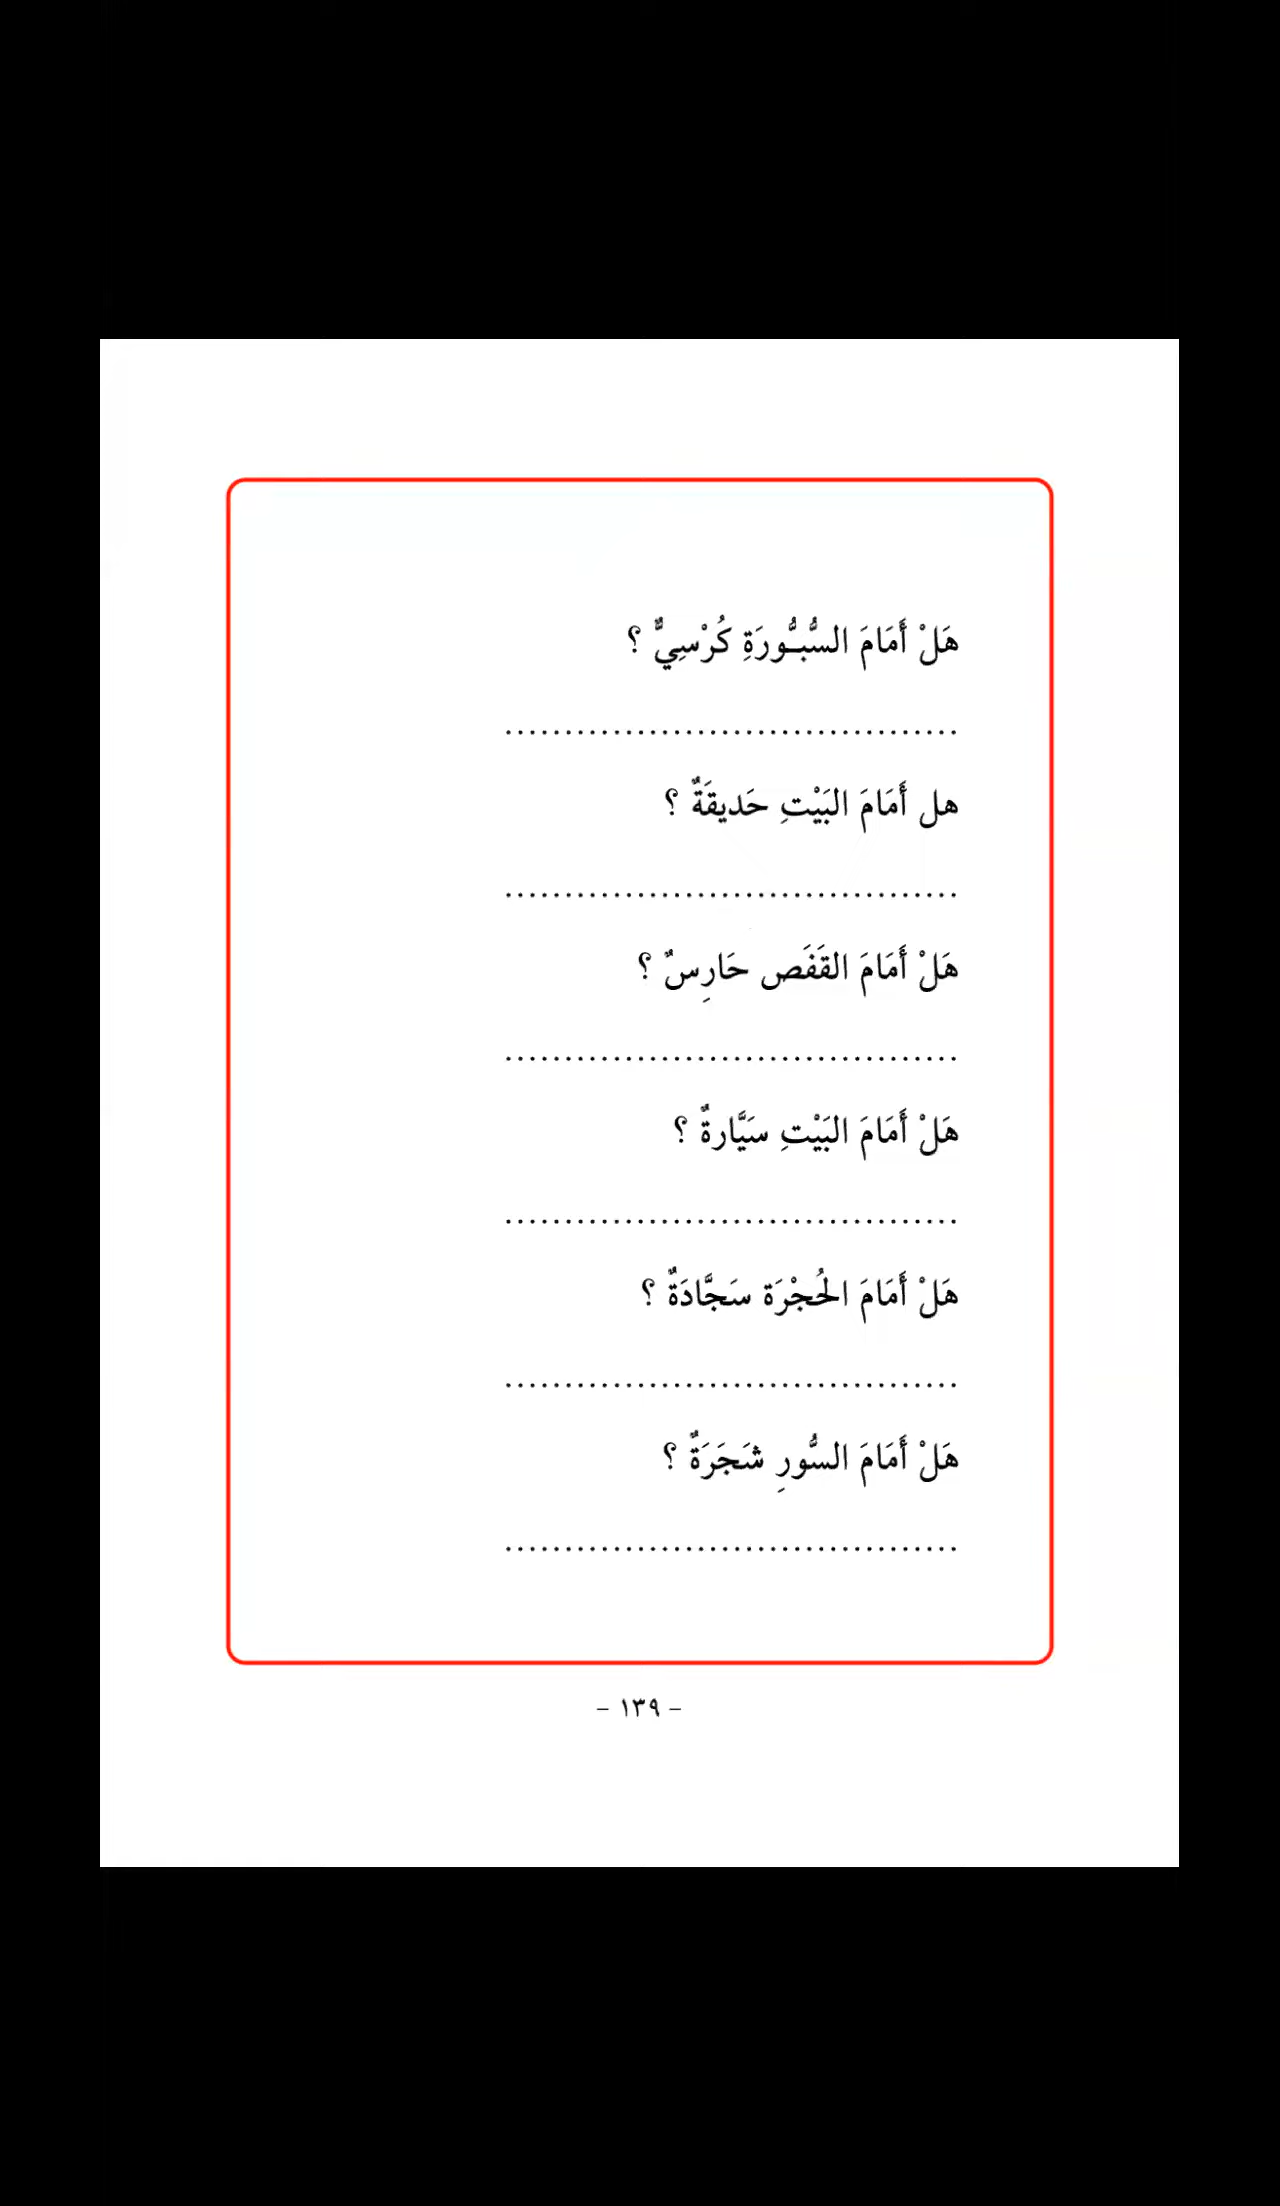 هَلْ أَمَامَ السُّبُّورَةِ كُرْسِيٌّ ؟
.....................................
هل أَمَامَ البَيْتِ حَديقَةٌ ؟
.....................................
هَلْ أَمَامَ القَفَص حَارِسٌ ؟
.....................................
هَلْ أَمَامَ البَيْتِ سَيَّارةٌ ؟
.....................................
هَلْ أَمَامَ الحُجْرَة سَجَّادَةٌ ؟
.....................................
هَلْ أَمَامَ السُّورِ شَجَرَةٌ ؟
.....................................
- ١٣٩ -